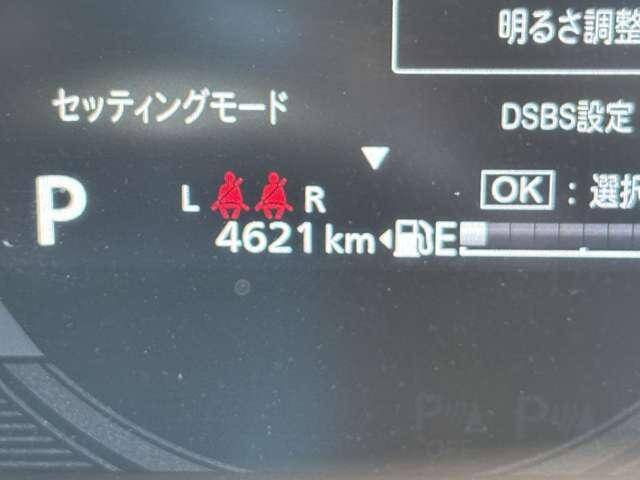 明るさ調整
セッティングモード
DSBS設定
OK : 選択
P L R
4621 km E
P